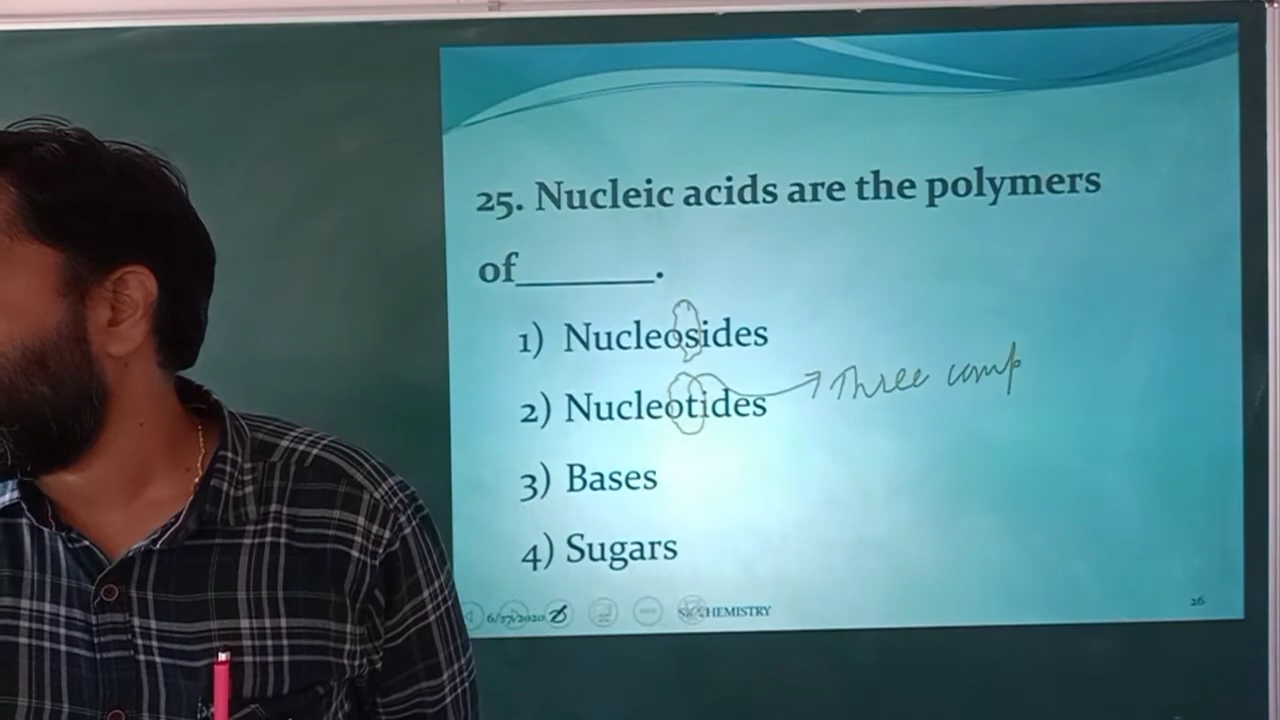 25. Nucleic acids are the polymers
of_______.
1) Nucleosides
2) Nucleotides → Three comp
3) Bases
4) Sugars
6/27/2020
CHEMISTRY
26